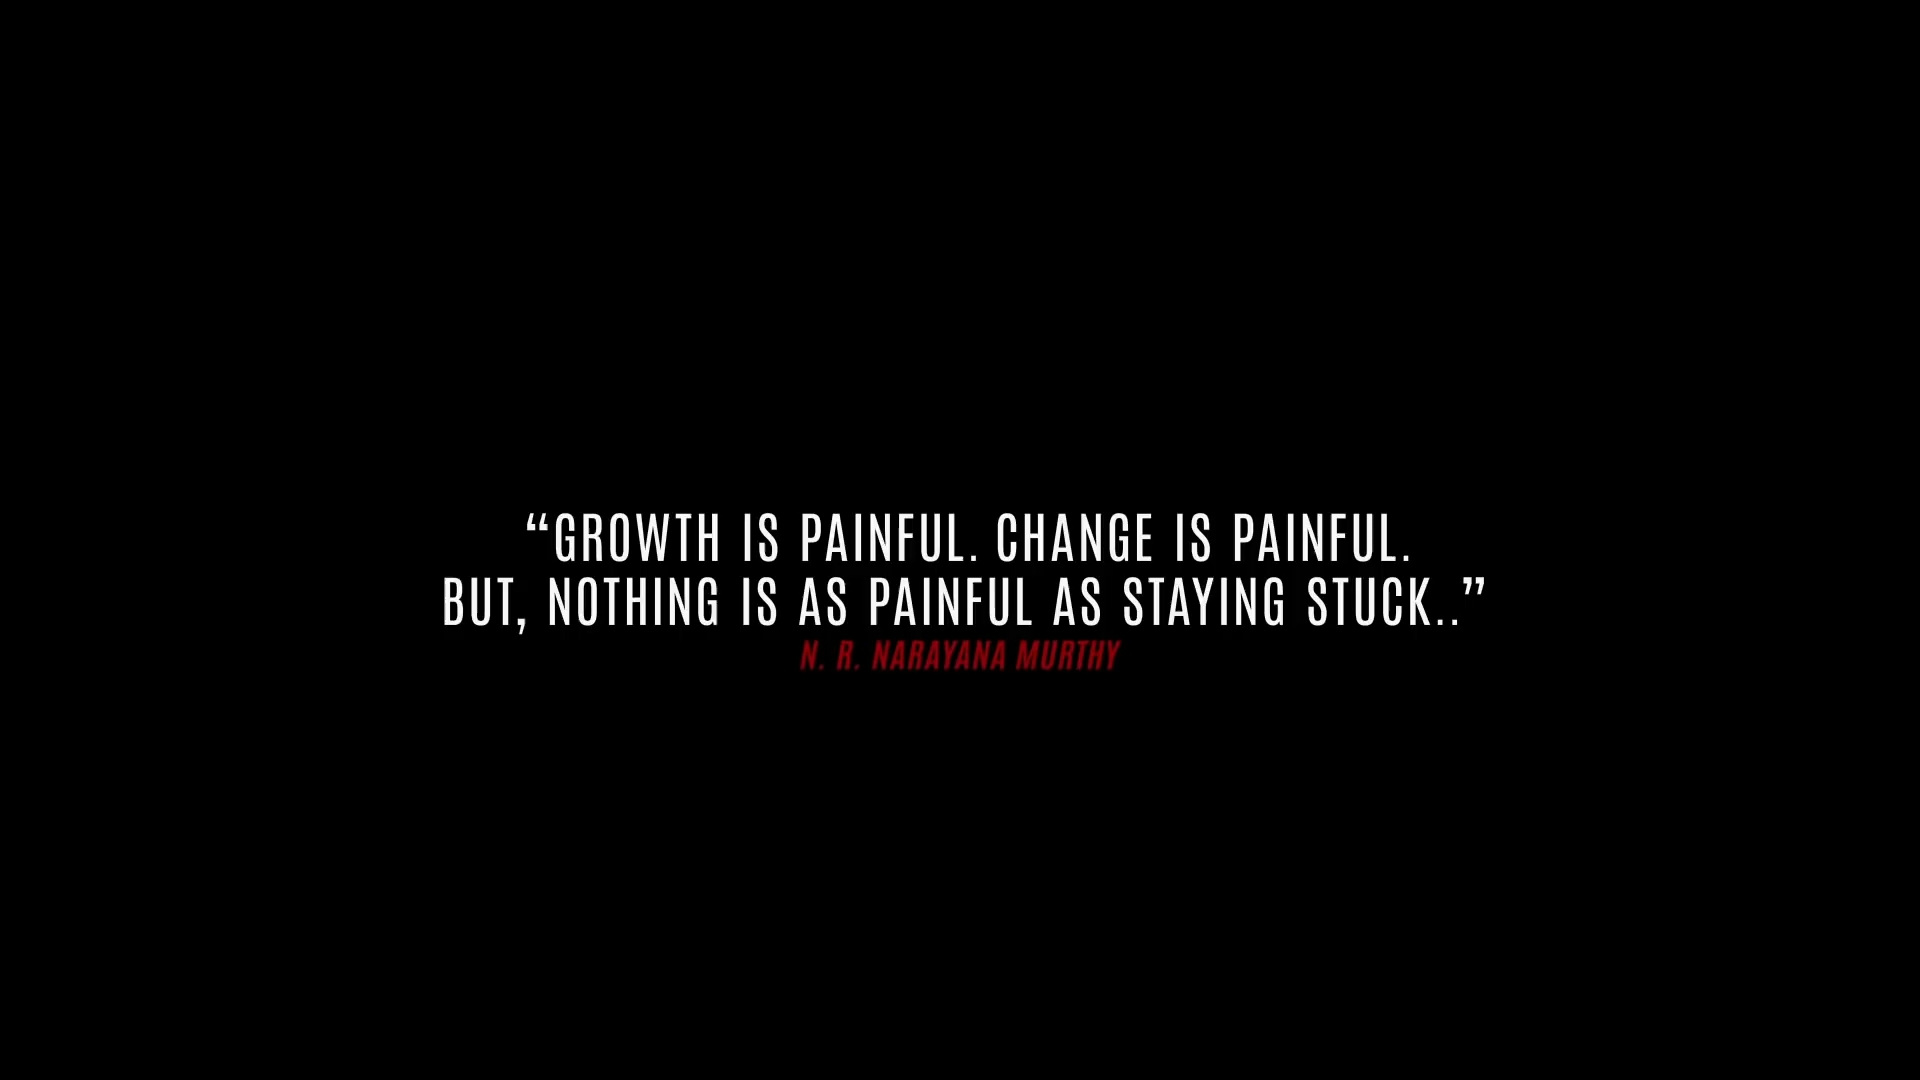 “GROWTH IS PAINFUL. CHANGE IS PAINFUL.
BUT, NOTHING IS AS PAINFUL AS STAYING STUCK..”
N. R. NARAYANA MURTHY